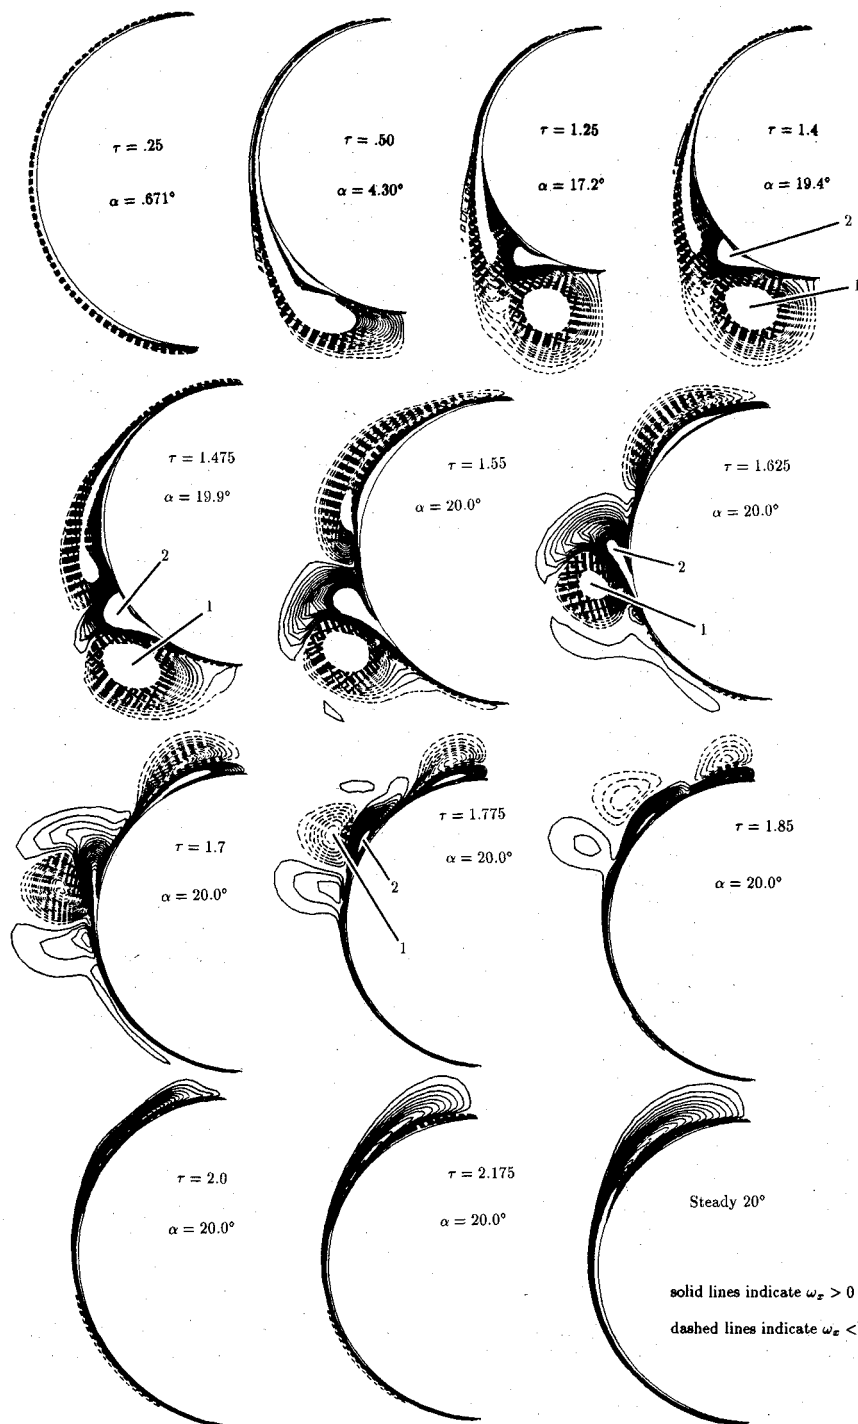 τ = .25
α = .671°
τ = .50
α = 4.30°
τ = 1.25
α = 17.2°
τ = 1.4
α = 19.4°
2
1
τ = 1.475
α = 19.9°
2
1
τ = 1.55
α = 20.0°
τ = 1.625
α = 20.0°
2
1
τ = 1.7
α = 20.0°
τ = 1.775
α = 20.0°
2
1
τ = 1.85
α = 20.0°
τ = 2.0
α = 20.0°
τ = 2.175
α = 20.0°
Steady 20°
solid lines indicate ωₓ > 0
dashed lines indicate ωₓ <